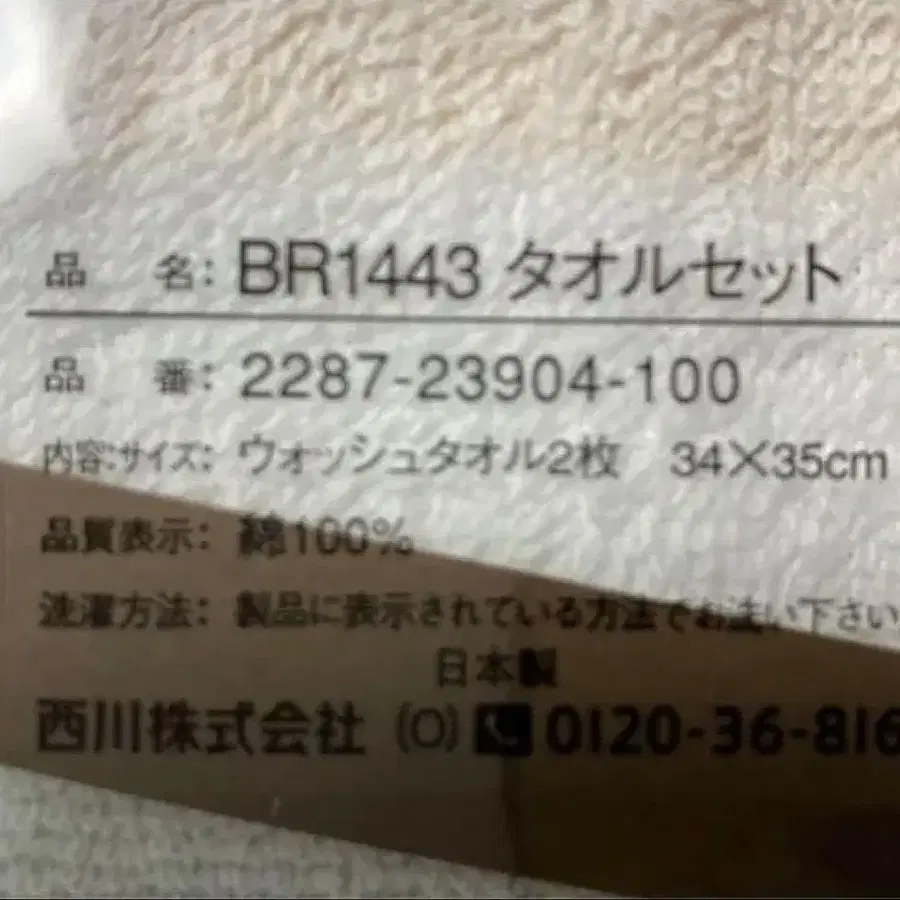 品 名: BR1443 タオルセット
品 番: 2287-23904-100
内容:サイズ: ウォッシュタオル2枚 34×35cm
品質表示: 綿100%
洗濯方法: 製品に表示されている方法でお洗い下さい
日本製
西川株式会社 (O) 0120-36-816